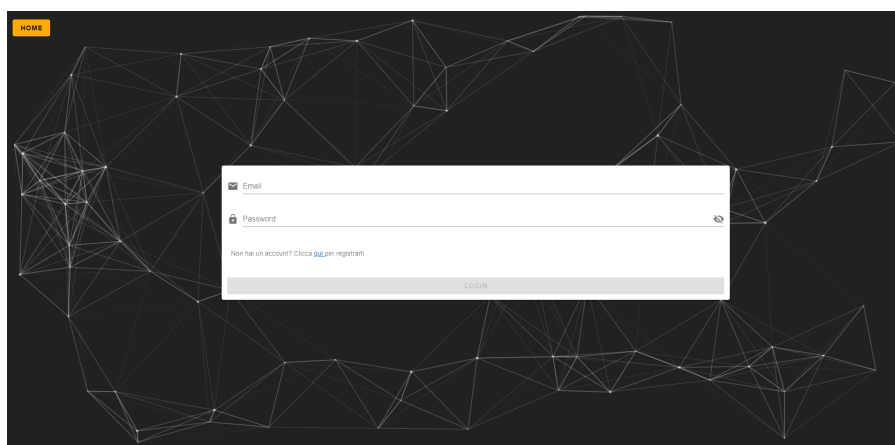 HOME
Email
Password
Non hai un account? Clicca qui per registrarti
LOGIN